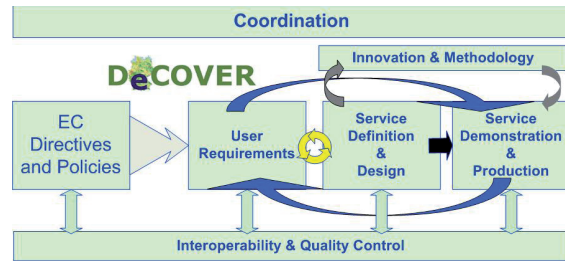 Coordination
Innovation & Methodology
DeCOVER
EC
Directives
and Policies
User
Requirements
Service
Definition
&
Design
Service
Demonstration
&
Production
Interoperability & Quality Control